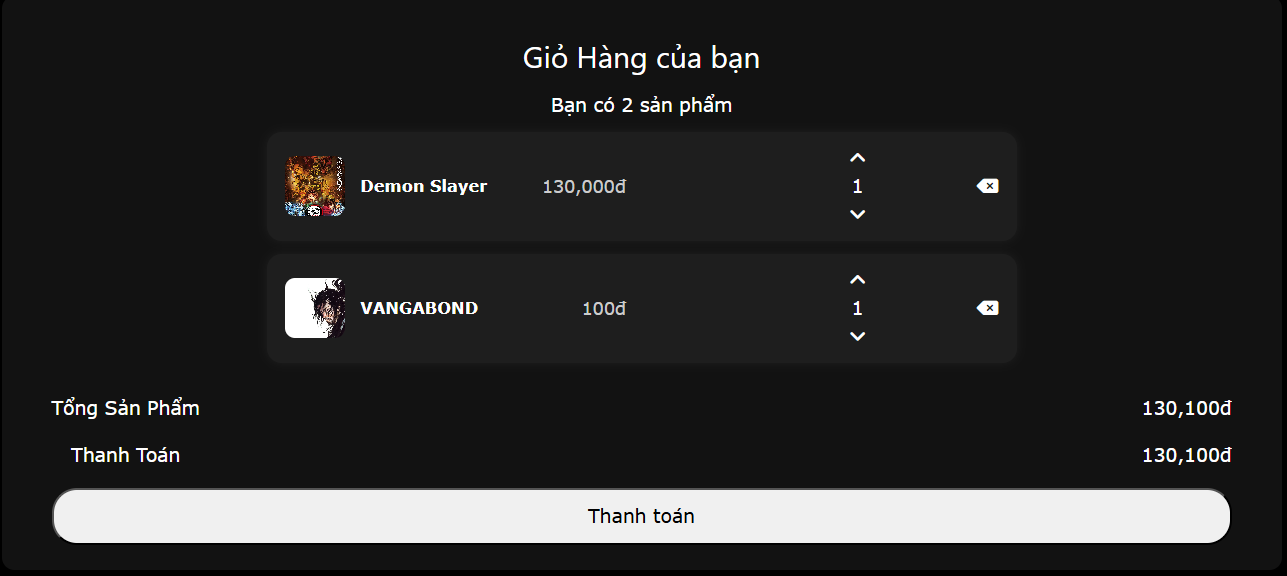 Giỏ Hàng của bạn
Bạn có 2 sản phẩm
Demon Slayer 130,000đ 1
VANGABOND 100đ 1
Tổng Sản Phẩm 130,100đ
Thanh Toán 130,100đ
Thanh toán